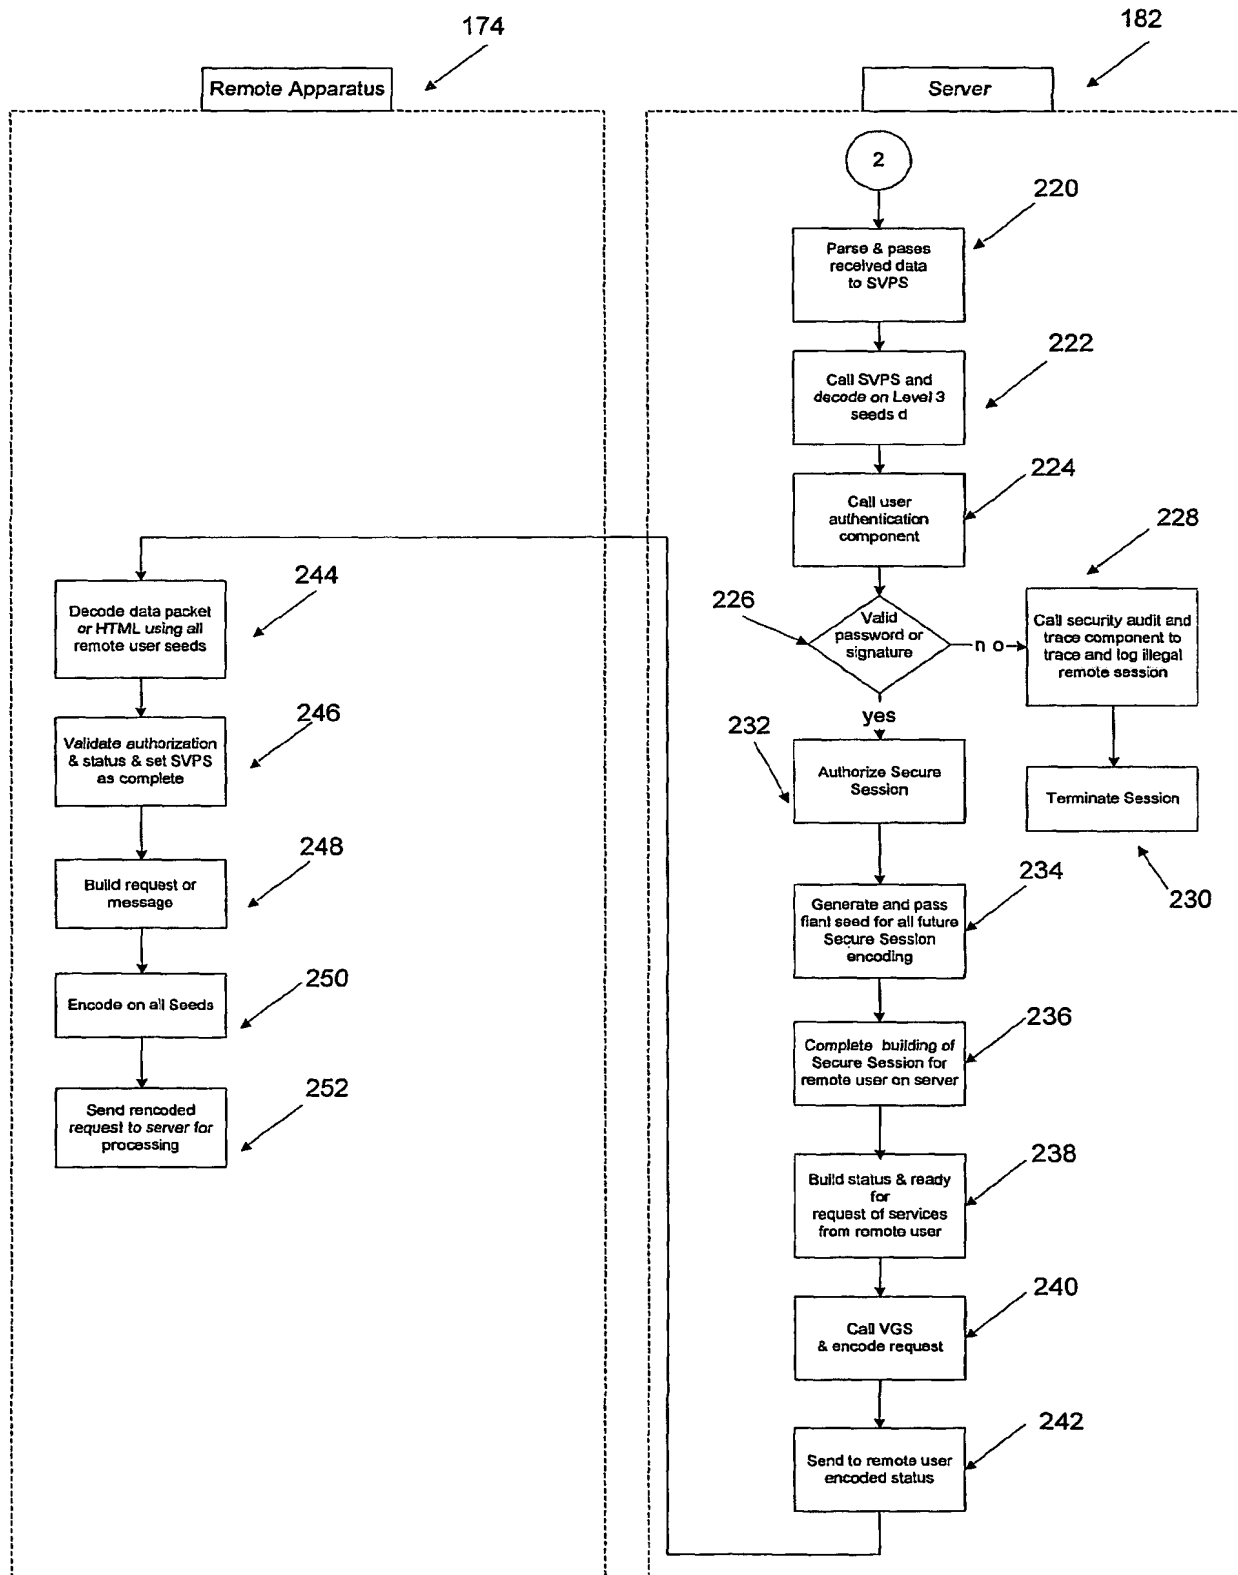 174
182
Remote Apparatus
Server
2
220
Parse & pases
received data
to SVPS
222
Call SVPS and
decode on Level 3
seeds d
224
Call user
authentication
component
228
226
Valid
password or
signature
n o
Call security audit and
trace component to
trace and log illegal
remote session
yes
232
Authorize Secure
Session
Terminate Session
230
234
Generate and pass
fiant seed for all future
Secure Session
encoding
236
Complete building of
Secure Session for
remote user on server
238
Build status & ready
for
request of services
from remote user
240
Call VGS
& encode request
242
Send to remote user
encoded status
244
Decode data packet
or HTML using all
remote user seeds
246
Validate authorization
& status & set SVPS
as complete
248
Build request or
message
250
Encode on all Seeds
252
Send rencoded
request to server for
processing